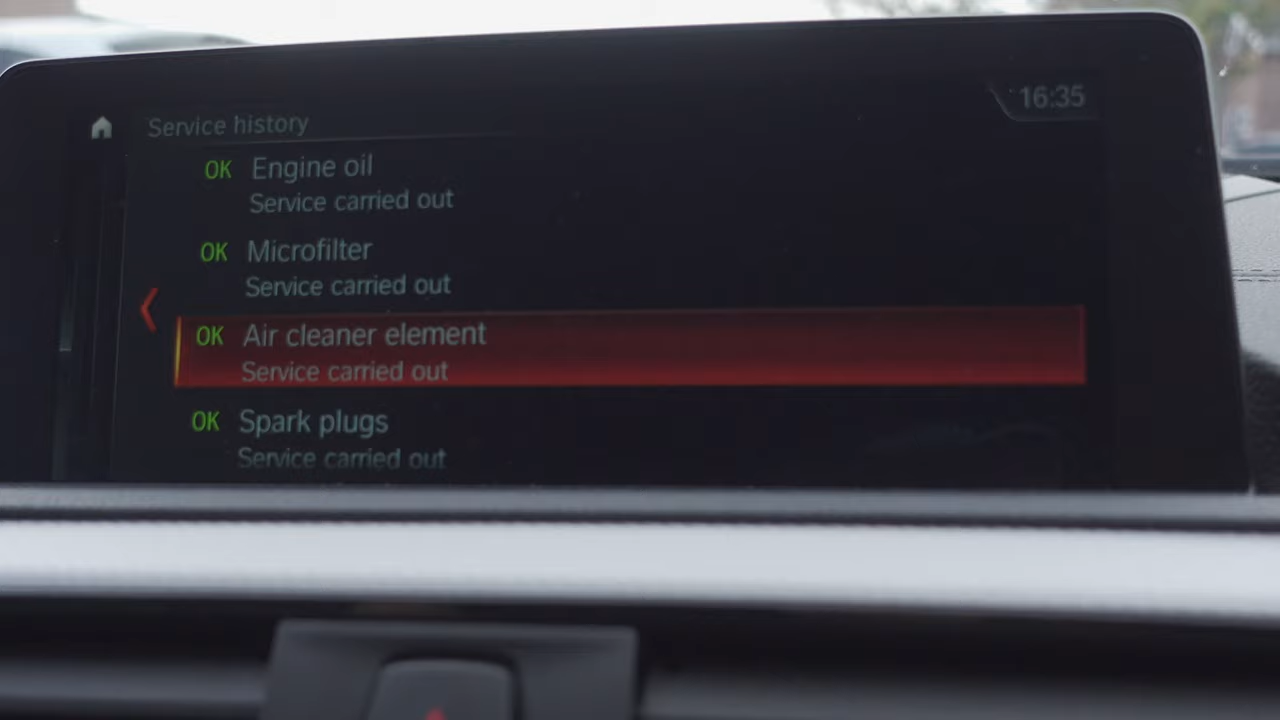 16:35
Service history
OK Engine oil
Service carried out
OK Microfilter
Service carried out
OK Air cleaner element
Service carried out
OK Spark plugs
Service carried out